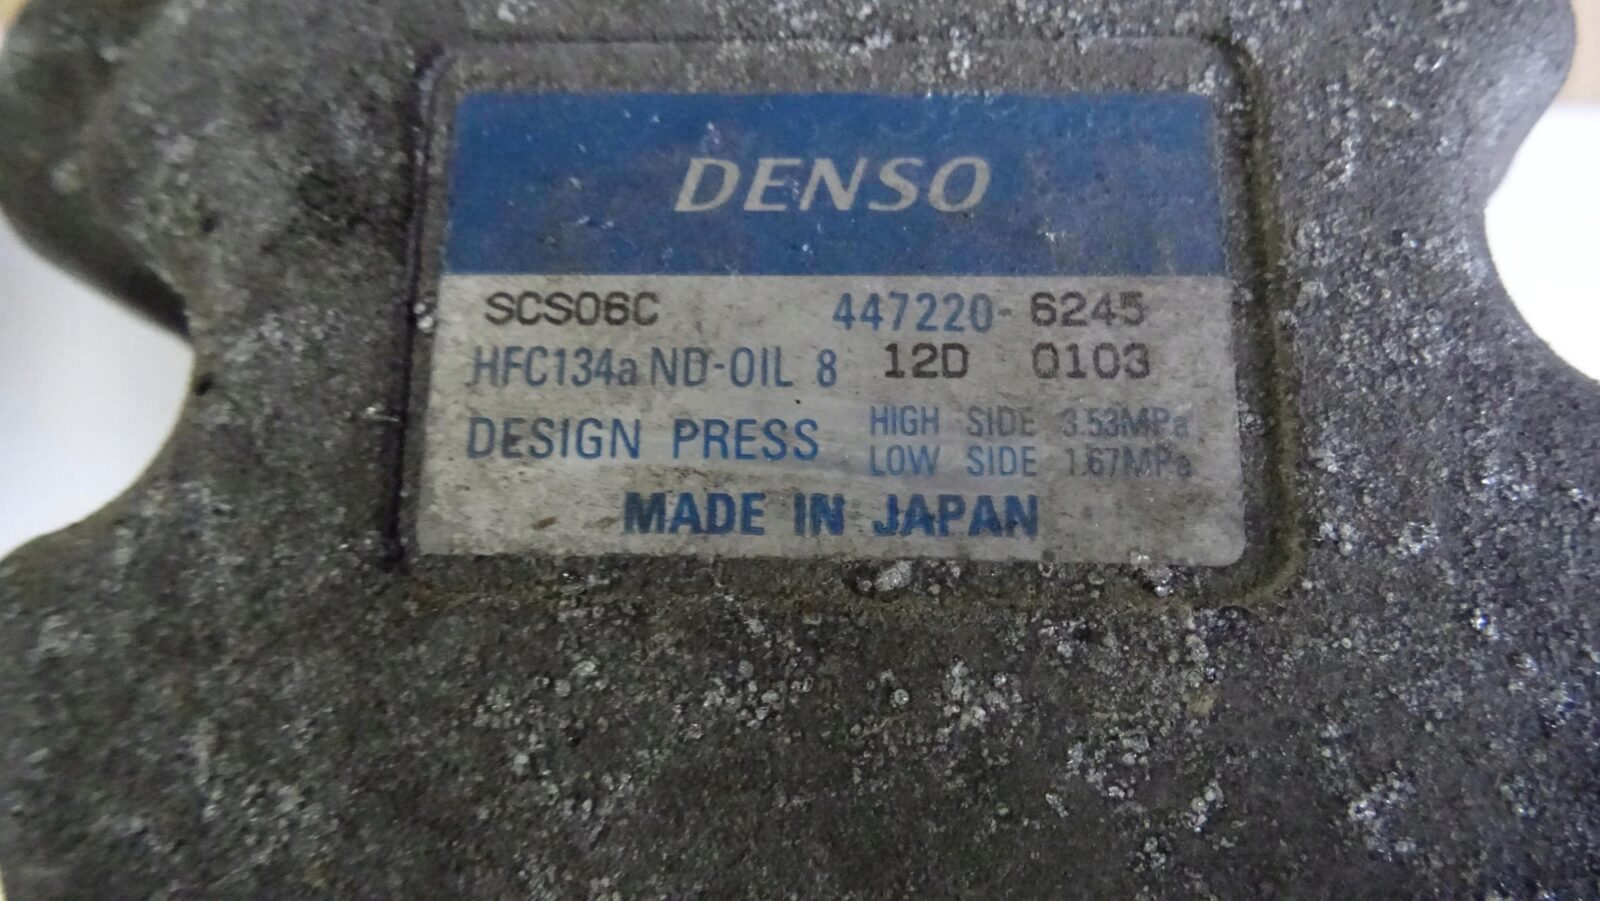 DENSO
SCS06C 447220-6245
HFC134a ND-OIL 8 12D 0103
DESIGN PRESS HIGH SIDE 3.53MPa
LOW SIDE 1.67MPa
MADE IN JAPAN